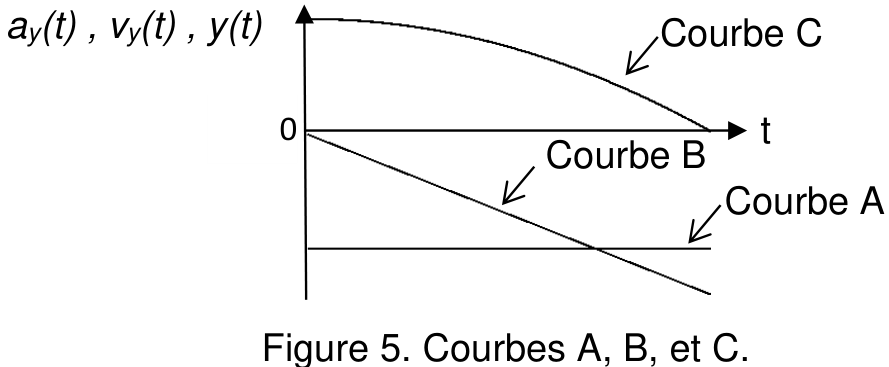 ay(t) , vy(t) , y(t)
Courbe C
0
t
Courbe B
Courbe A
Figure 5. Courbes A, B, et C.